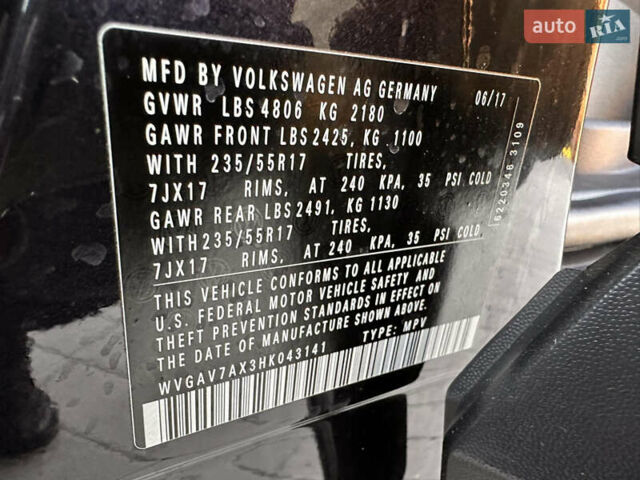 auto RIA.com
MFD BY VOLKSWAGEN AG GERMANY 06/17
GVWR LBS 4806 KG 2180
GAWR FRONT LBS 2425, KG 1100
WITH 235/55R17 TIRES,
7JX17 RIMS, AT 240 KPA, 35 PSI COLD
GAWR REAR LBS 2491, KG 1130
WITH 235/55R17 TIRES,
7JX17 RIMS, AT 240 KPA, 35 PSI COLD
THIS VEHICLE CONFORMS TO ALL APPLICABLE
U.S. FEDERAL MOTOR VEHICLE SAFETY AND
THEFT PREVENTION STANDARDS IN EFFECT ON
THE DATE OF MANUFACTURE SHOWN ABOVE.
WVGAV7AX3HK043141 TYPE: MPV
6220346 3109